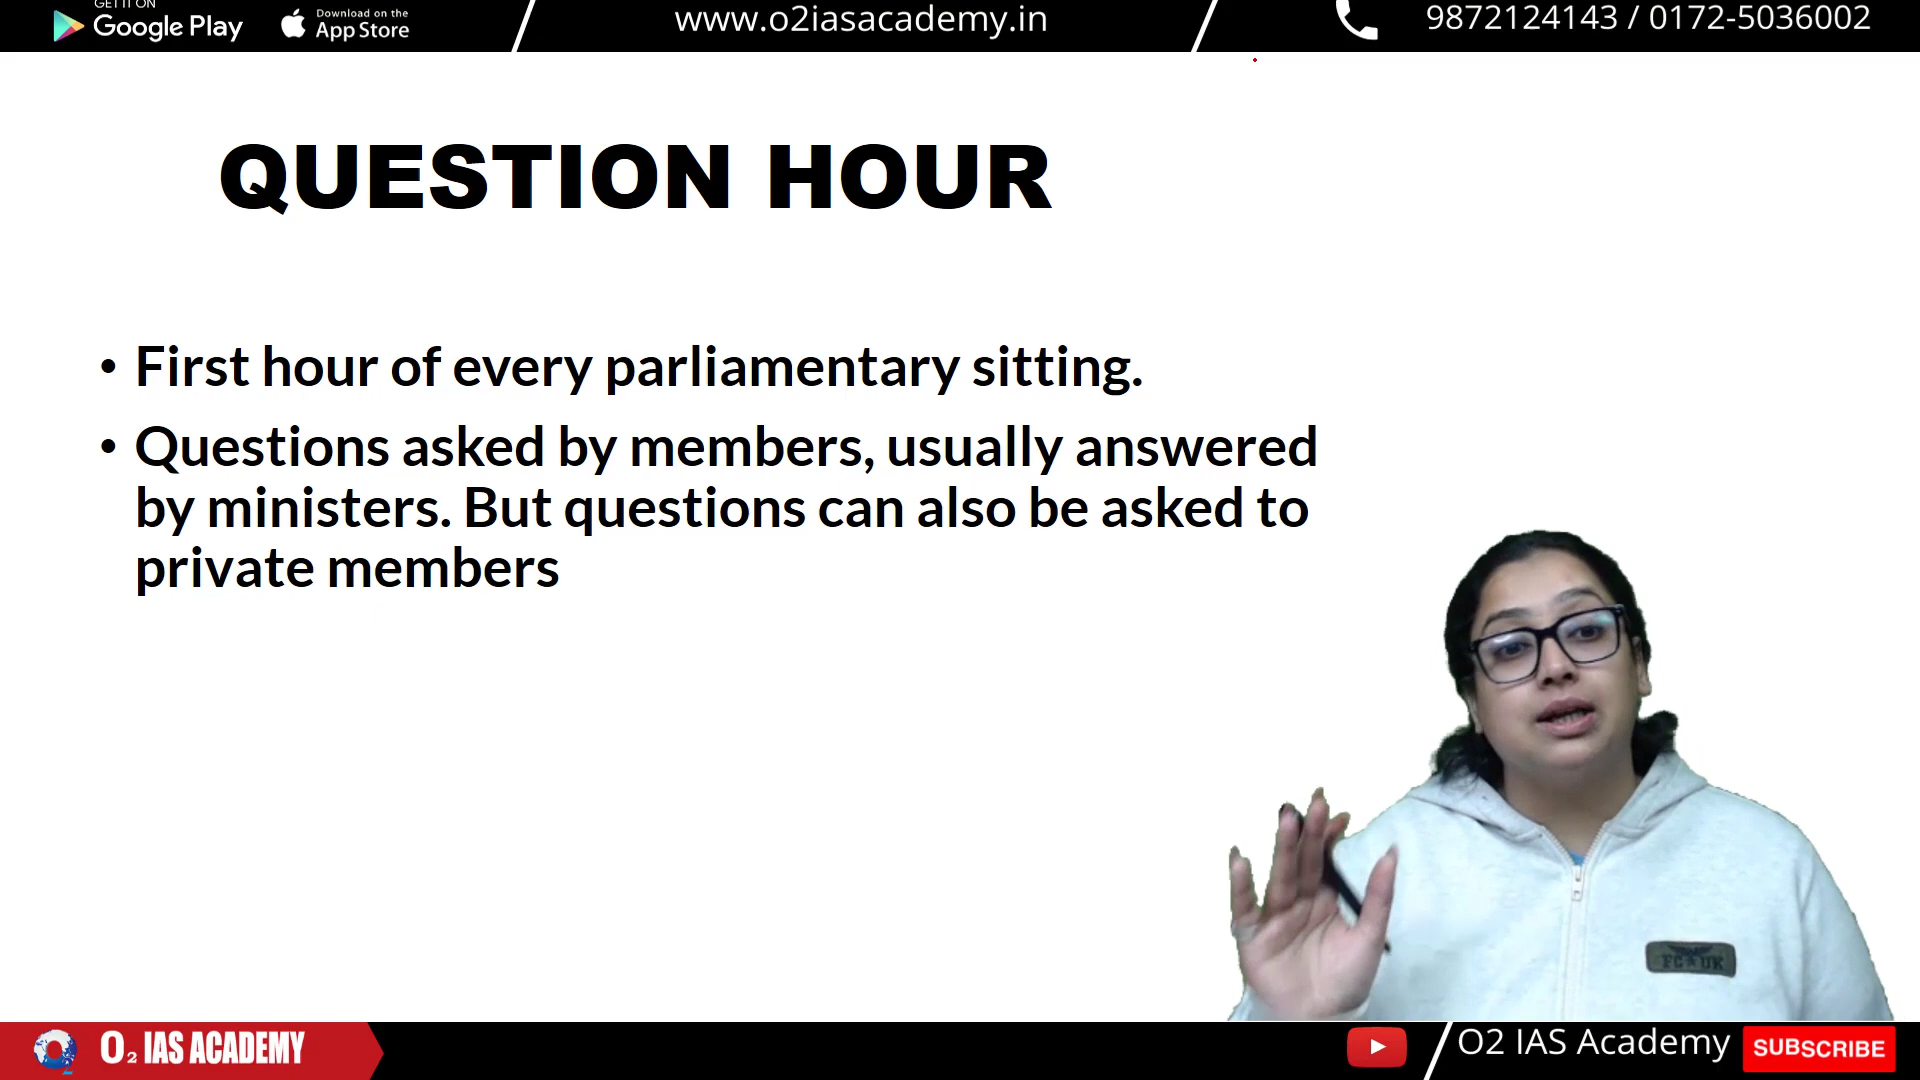 GET IT ON
Google Play
Download on the
App Store
www.o2iasacademy.in
9872124143 / 0172-5036002
QUESTION HOUR
• First hour of every parliamentary sitting.
• Questions asked by members, usually answered
by ministers. But questions can also be asked to
private members
FC★UK
O2 IAS ACADEMY
O2 IAS Academy
SUBSCRIBE